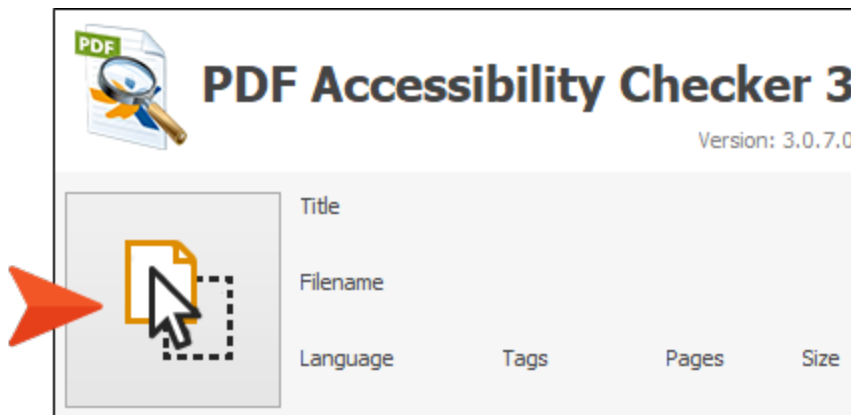 PDF
PDF Accessibility Checker 3
Version: 3.0.7.0
Title
Filename
Language Tags Pages Size